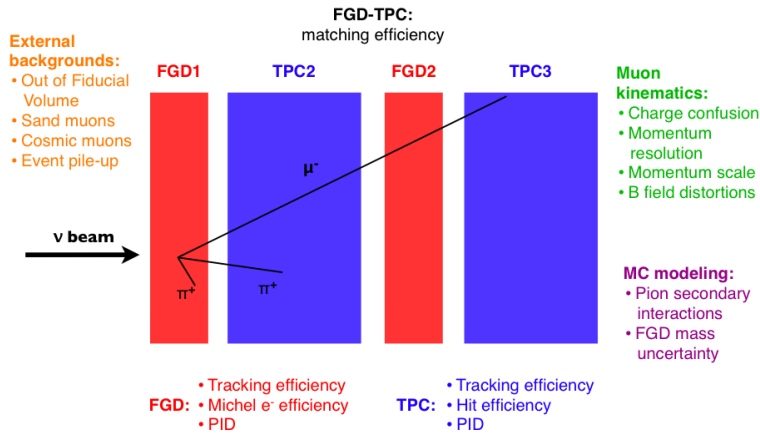 FGD-TPC:
matching efficiency
External
backgrounds:
• Out of Fiducial
Volume
• Sand muons
• Cosmic muons
• Event pile-up
FGD1
TPC2
FGD2
TPC3
Muon
kinematics:
• Charge confusion
• Momentum
resolution
• Momentum scale
• B field distortions
μ-
ν beam
π+
π+
MC modeling:
• Pion secondary
interactions
• FGD mass
uncertainty
FGD:
• Tracking efficiency
• Michel e- efficiency
• PID
TPC:
• Tracking efficiency
• Hit efficiency
• PID